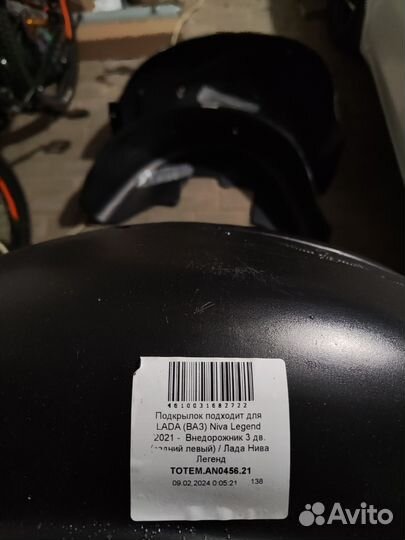 4610031682722
Подкрылок подходит для
LADA (ВАЗ) Niva Legend
2021 - Внедорожник 3 дв.
(задний левый) / Лада Нива
Легенд
TOTEM.AN0456.21
09.02.2024 0:05:21 138
Avito